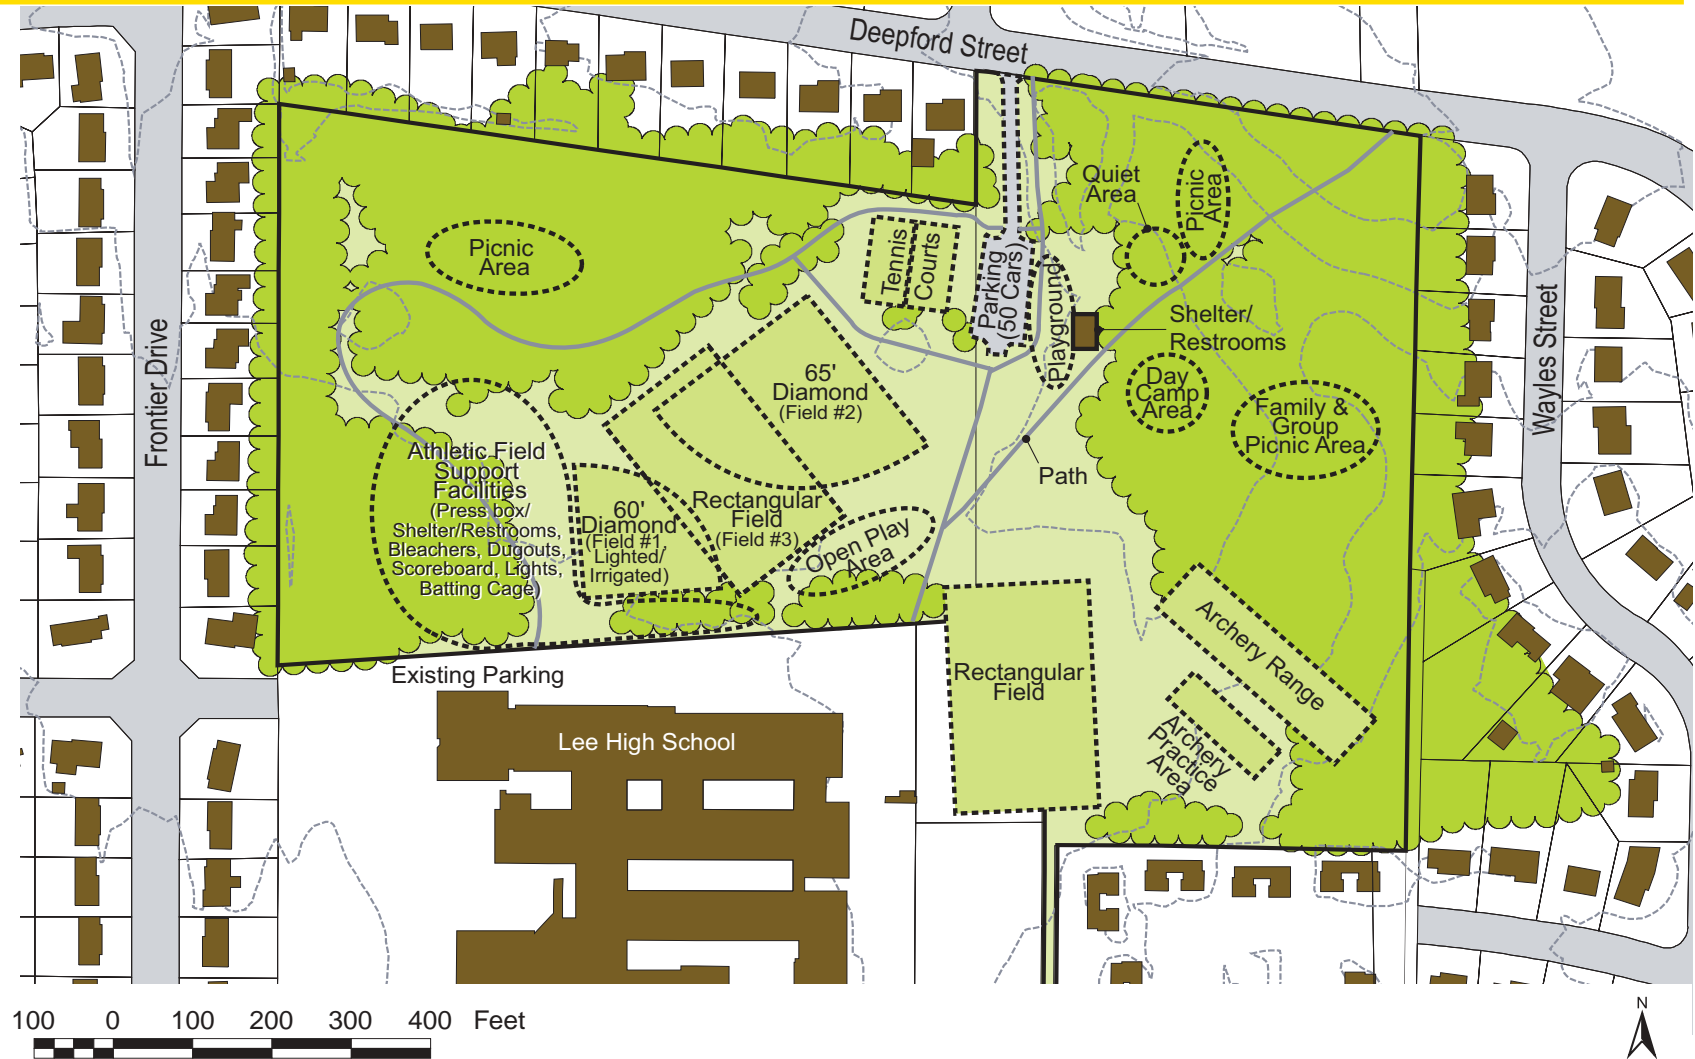 Deepford Street
Quiet
Area
Picnic
Area
Picnic
Area
Tennis
Courts
Parking
(50 Cars)
Playground
Shelter/
Restrooms
Frontier Drive
Wayles Street
65'
Diamond
(Field #2)
Day
Camp
Area
Family &
Group
Picnic Area
Path
Athletic Field
Support
Facilities
(Press box/
Shelter/Restrooms,
Bleachers, Dugouts,
Scoreboard, Lights,
Batting Cage)
60'
Diamond
(Field #1
Lighted/
Irrigated)
Rectangular
Field
(Field #3)
Open Play
Area
Archery Range
Rectangular
Field
Archery
Practice
Area
Existing Parking
Lee High School
100 0 100 200 300 400 Feet
N